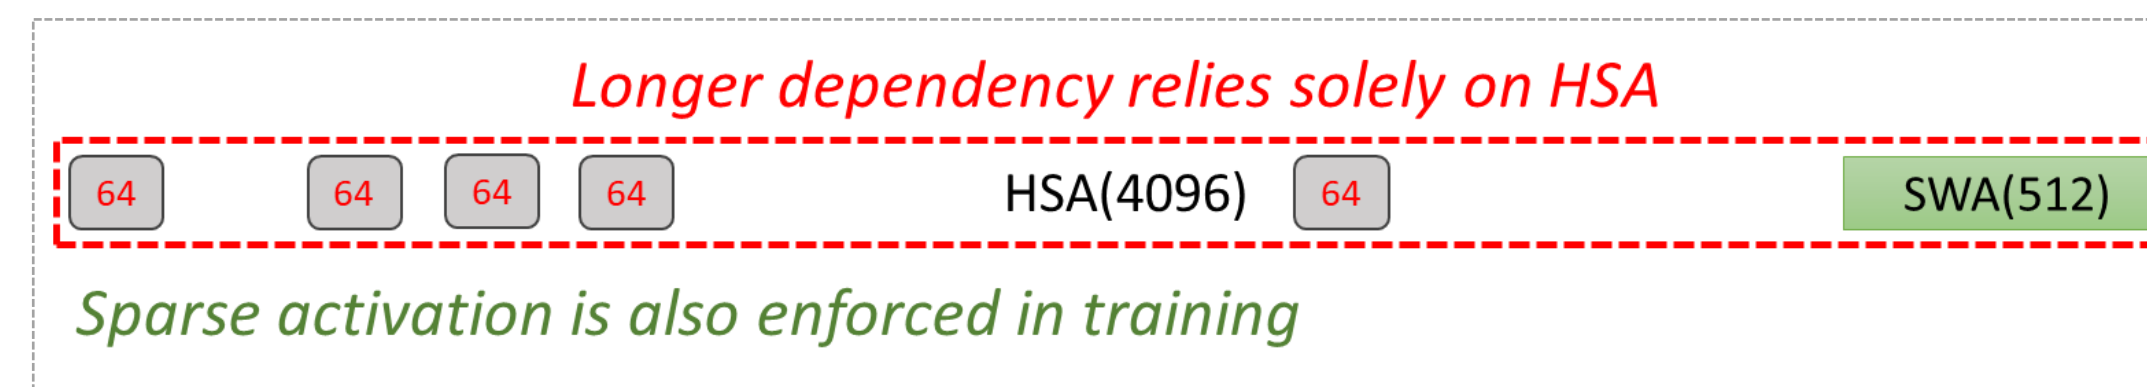 Longer dependency relies solely on HSA
64 64 64 64 HSA(4096) 64 SWA(512)
Sparse activation is also enforced in training